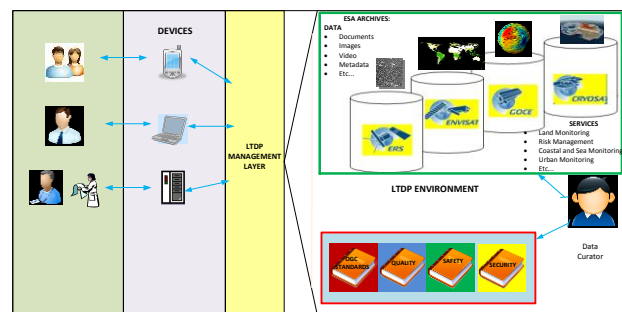 DEVICES
LTDP
MANAGEMENT
LAYER
ESA ARCHIVES:
DATA
• Documents
• Images
• Video
• Metadata
• Etc...
ERS
ENVISAT
GOCE
CRYOSAT
SERVICES
• Land Monitoring
• Risk Management
• Coastal and Sea Monitoring
• Urban Monitoring
• Etc...
LTDP ENVIRONMENT
OGC
STANDARDS
QUALITY
SAFETY
SECURITY
Data
Curator